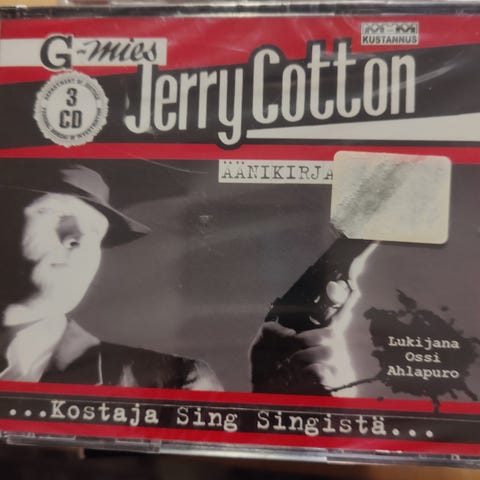 G-mies
Jerry Cotton
KUSTANNUS
3
CD
ÄÄNIKIRJA
Lukijana
Ossi
Ahlapuro
...Kostaja Sing Singistä...